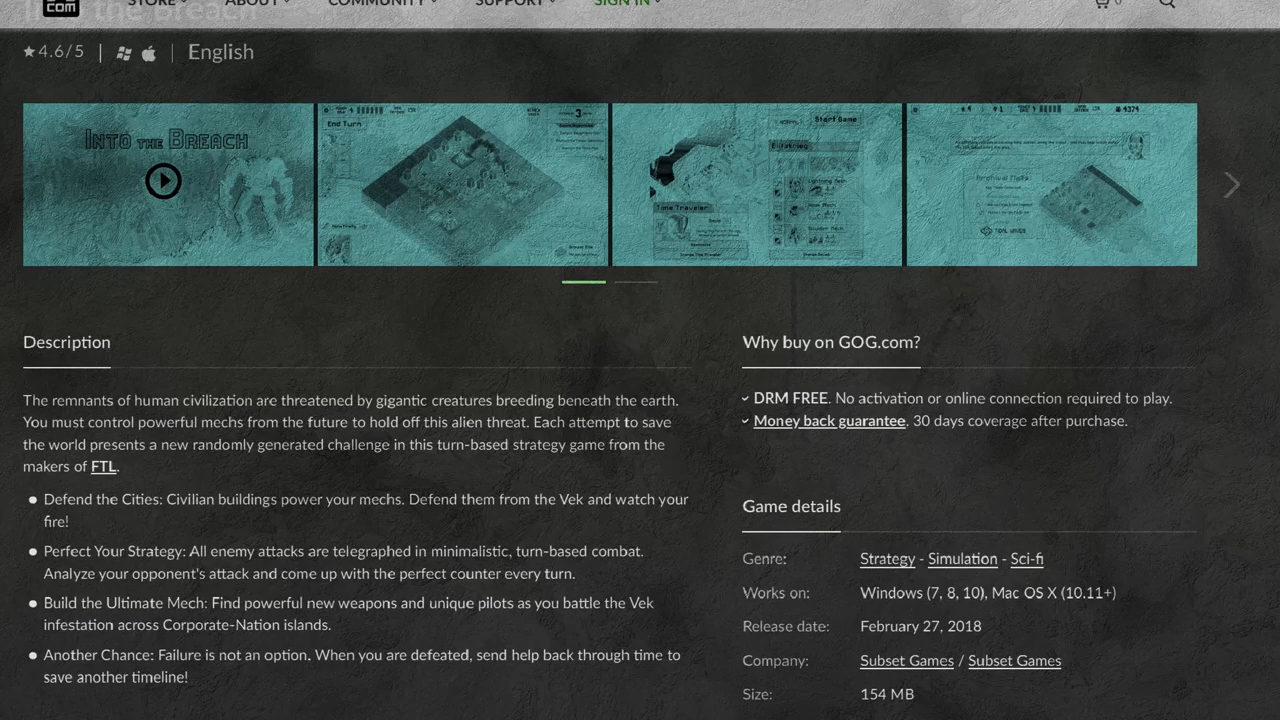 the Breach
COM
STORE ABOUT COMMUNITY SUPPORT SIGN IN 0
4.6/5 | | English
INTO THE BREACH
End Turn
3
Start Game
Time Traveler
4374
Description
The remnants of human civilization are threatened by gigantic creatures breeding beneath the earth.
You must control powerful mechs from the future to hold off this alien threat. Each attempt to save
the world presents a new randomly generated challenge in this turn-based strategy game from the
makers of FTL.
Defend the Cities: Civilian buildings power your mechs. Defend them from the Vek and watch your
fire!
Perfect Your Strategy: All enemy attacks are telegraphed in minimalistic, turn-based combat.
Analyze your opponent's attack and come up with the perfect counter every turn.
Build the Ultimate Mech: Find powerful new weapons and unique pilots as you battle the Vek
infestation across Corporate-Nation islands.
Another Chance: Failure is not an option. When you are defeated, send help back through time to
save another timeline!
Why buy on GOG.com?
DRM FREE. No activation or online connection required to play.
Money back guarantee. 30 days coverage after purchase.
Game details
Genre: Strategy - Simulation - Sci-fi
Works on: Windows (7, 8, 10), Mac OS X (10.11+)
Release date: February 27, 2018
Company: Subset Games / Subset Games
Size: 154 MB